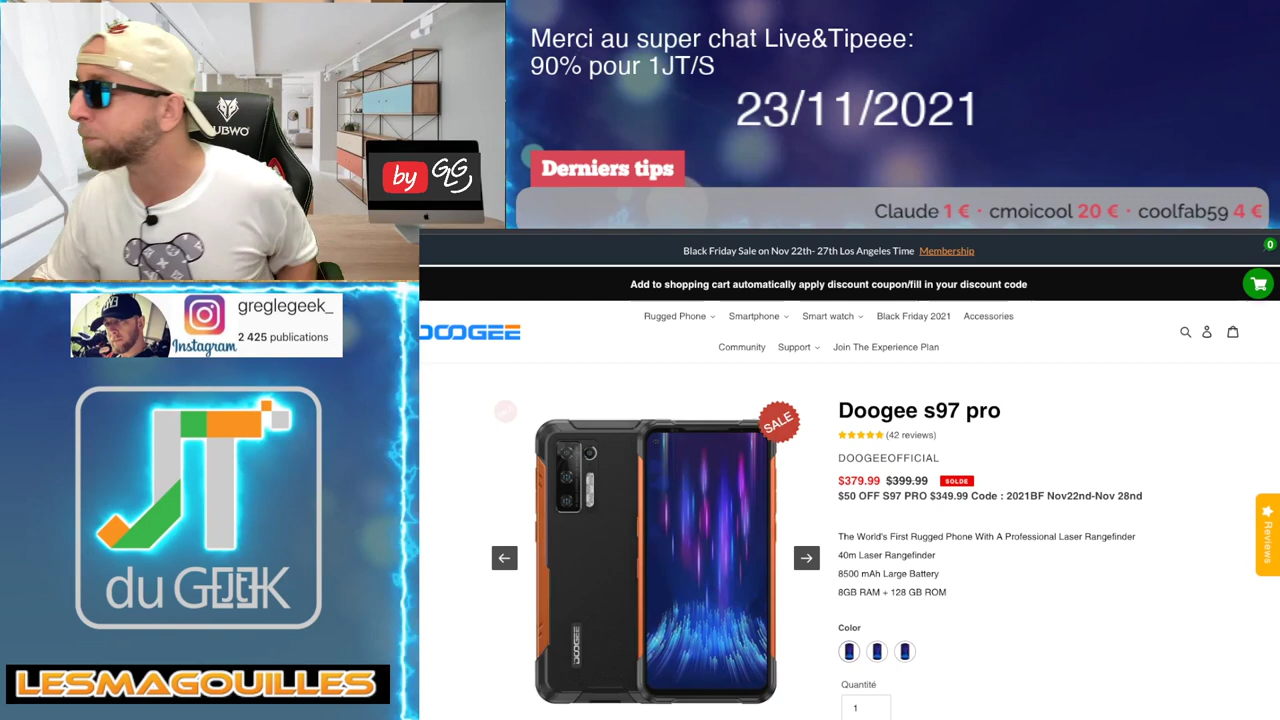 Merci au super chat Live&Tipeee:
90% pour 1JT/S
23/11/2021
Derniers tips
Claude 1 € · cmoicool 20 € · coolfab59 4 €
by GLG
Black Friday Sale on Nov 22th- 27th Los Angeles Time Membership
0
Add to shopping cart automatically apply discount coupon/fill in your discount code
DOOGEE
Rugged Phone Smartphone Smart watch Black Friday 2021 Accessories
Community Support Join The Experience Plan
greglegeek_
2 425 publications
Instagram
JT
du GEEK
LESMAGOUILLES
SALE
DOOGEE
Doogee s97 pro
(42 reviews)
DOOGEEOFFICIAL
$379.99 $399.99 SOLDE
$50 OFF S97 PRO $349.99 Code : 2021BF Nov22nd-Nov 28nd
The World's First Rugged Phone With A Professional Laser Rangefinder
40m Laser Rangefinder
8500 mAh Large Battery
8GB RAM + 128 GB ROM
Color
Quantité
1
Reviews